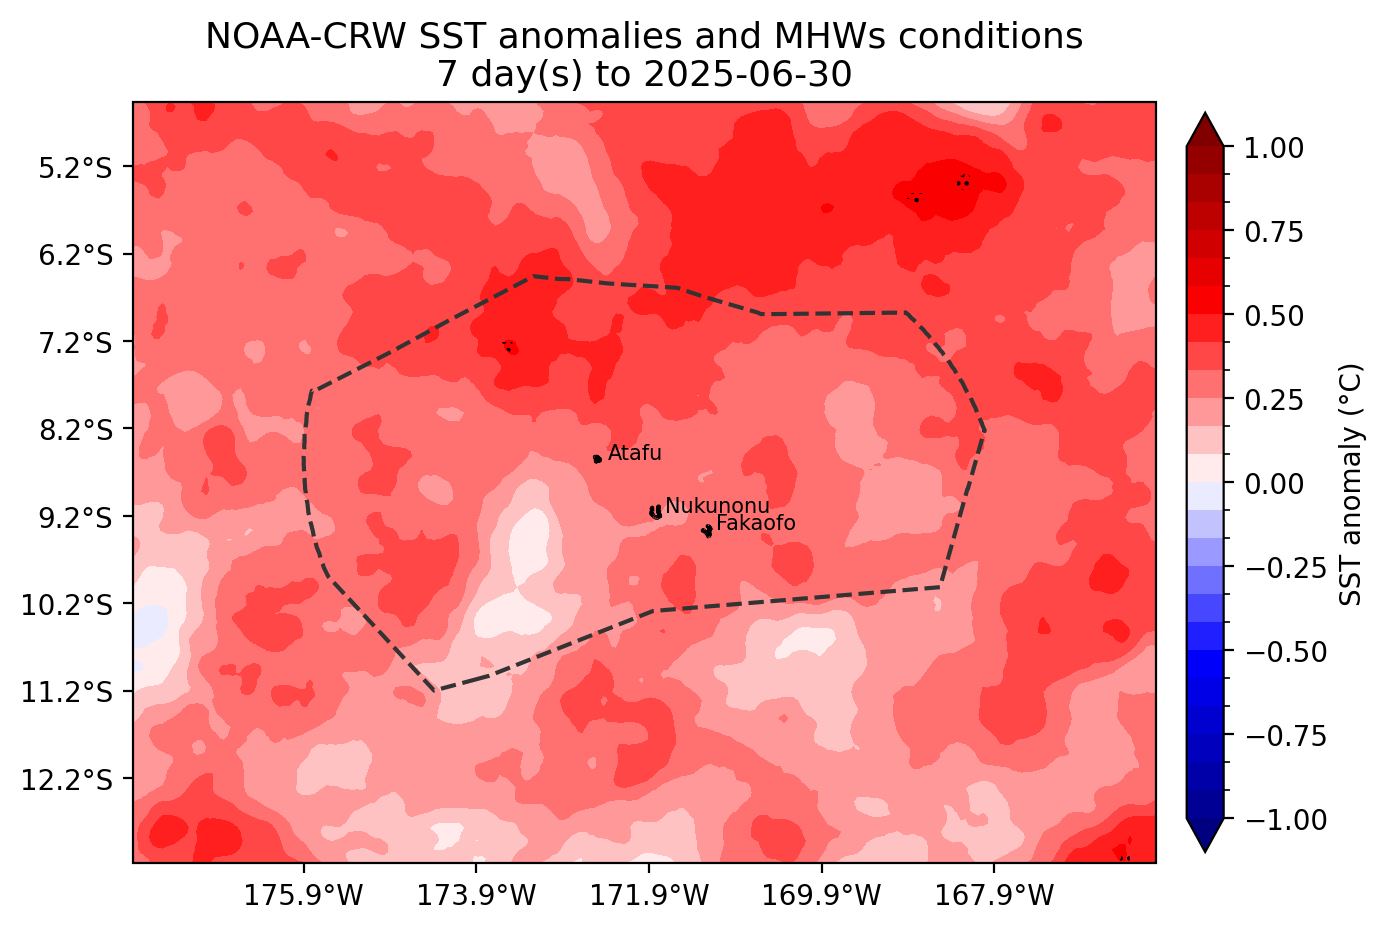 NOAA-CRW SST anomalies and MHWs conditions
7 day(s) to 2025-06-30
5.2°S
6.2°S
7.2°S
8.2°S
9.2°S
10.2°S
11.2°S
12.2°S
Atafu
Nukunonu
Fakaofo
175.9°W
173.9°W
171.9°W
169.9°W
167.9°W
1.00
0.75
0.50
0.25
0.00
−0.25
−0.50
−0.75
−1.00
SST anomaly (°C)